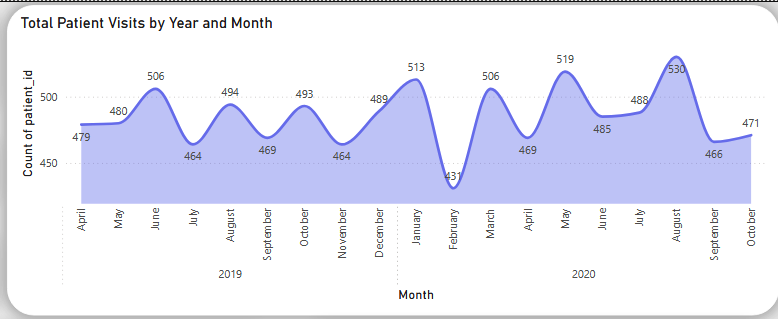 Total Patient Visits by Year and Month
Count of patient_id
500
450
479
480
506
464
494
469
493
464
489
513
431
506
469
519
485
488
530
466
471
April
May
June
July
August
September
October
November
December
January
February
March
April
May
June
July
August
September
October
2019
2020
Month